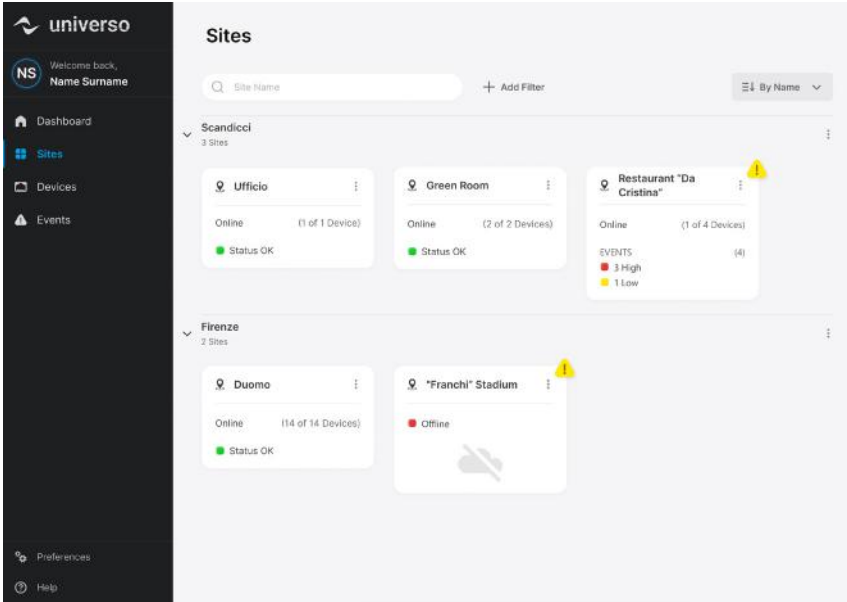 universo
Sites
NS
Welcome back,
Name Surname
Site Name
Add Filter
By Name
Dashboard
Sites
Devices
Events
Scandicci
3 Sites
Ufficio
Online (1 of 1 Device)
Status OK
Green Room
Online (2 of 2 Devices)
Status OK
Restaurant "Da
Cristina"
!
Online (1 of 4 Devices)
EVENTS (4)
3 High
1 Low
Firenze
2 Sites
Duomo
Online (14 of 14 Devices)
Status OK
"Franchi" Stadium
!
Offline
Preferences
Help